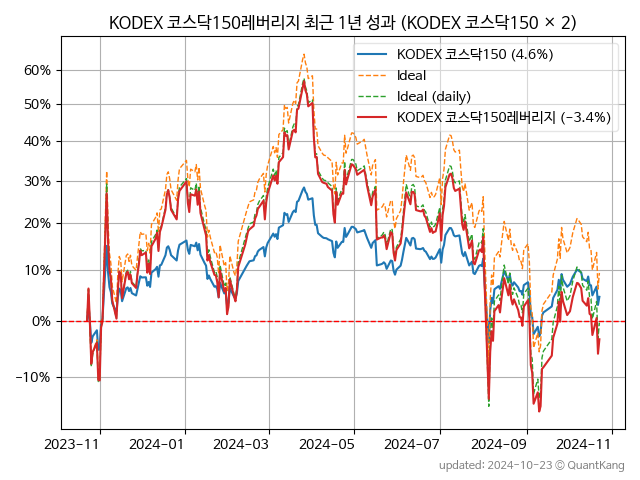 KODEX 코스닥150레버리지 최근 1년 성과 (KODEX 코스닥150 × 2)
KODEX 코스닥150 (4.6%)
Ideal
Ideal (daily)
KODEX 코스닥150레버리지 (−3.4%)
60%
50%
40%
30%
20%
10%
0%
−10%
2023-11
2024-01
2024-03
2024-05
2024-07
2024-09
2024-11
updated: 2024-10-23 © QuantKang